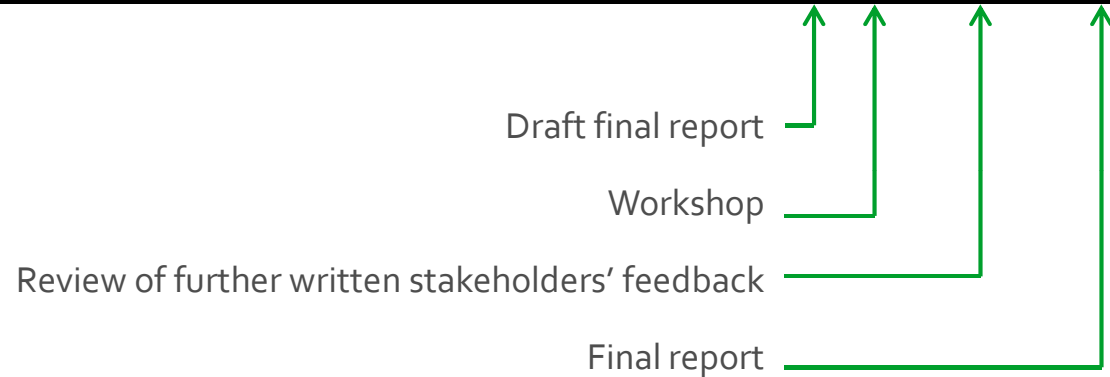 Draft final report
Workshop
Review of further written stakeholders’ feedback
Final report